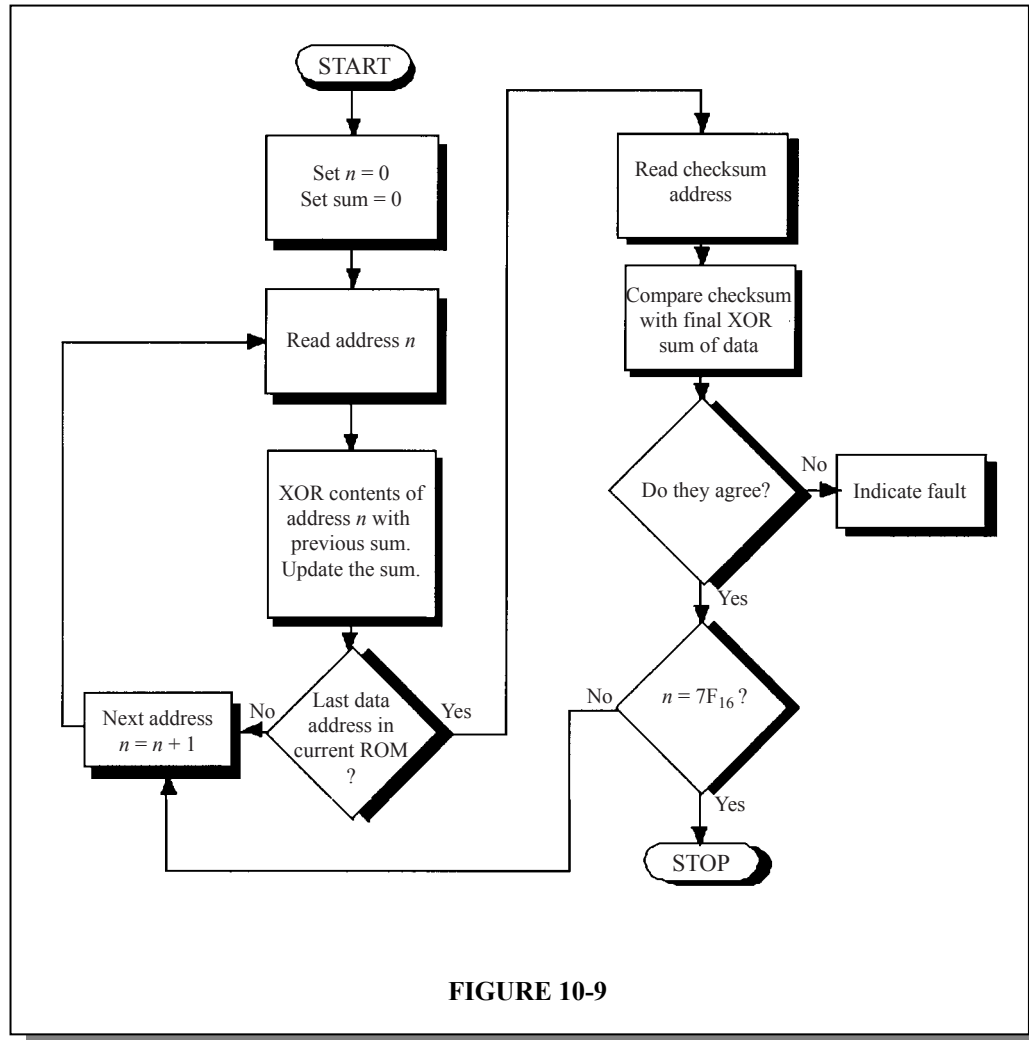 START
Set n = 0
Set sum = 0
Read address n
XOR contents of
address n with
previous sum.
Update the sum.
Last data
address in
current ROM
?
No
Yes
Next address
n = n + 1
Read checksum
address
Compare checksum
with final XOR
sum of data
Do they agree?
No
Indicate fault
Yes
n = 7F₁₆ ?
No
Yes
STOP
FIGURE 10-9